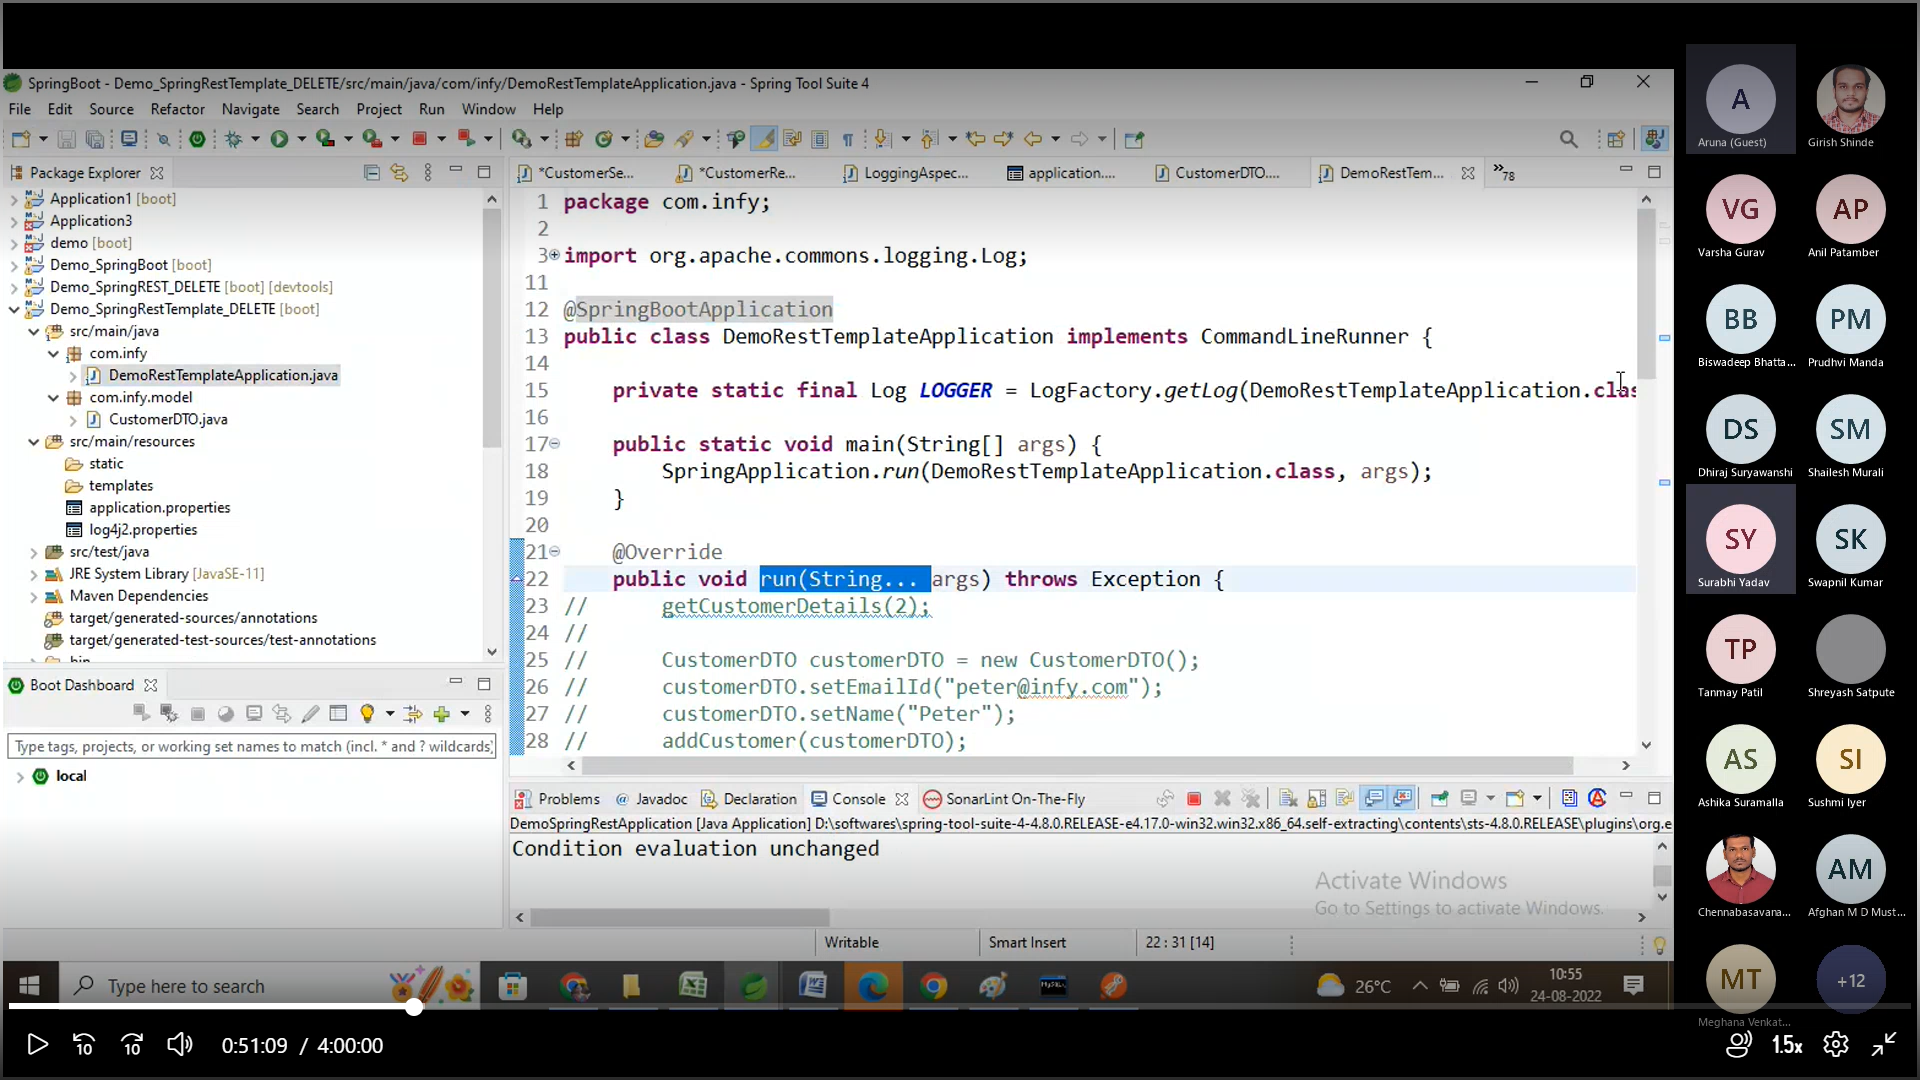 SpringBoot - Demo_SpringRestTemplate_DELETE/src/main/java/com/infy/DemoRestTemplateApplication.java - Spring Tool Suite 4
File Edit Source Refactor Navigate Search Project Run Window Help
Package Explorer
Application1 [boot]
Application3
demo [boot]
Demo_SpringBoot [boot]
Demo_SpringREST_DELETE [boot] [devtools]
Demo_SpringRestTemplate_DELETE [boot]
src/main/java
com.infy
DemoRestTemplateApplication.java
com.infy.model
CustomerDTO.java
src/main/resources
static
templates
application.properties
log4j2.properties
src/test/java
JRE System Library [JavaSE-11]
Maven Dependencies
target/generated-sources/annotations
target/generated-test-sources/test-annotations
Boot Dashboard
Type tags, projects, or working set names to match (incl. * and ? wildcards)
local
*CustomerSe... *CustomerRe... LoggingAspec... application.... CustomerDTO.... DemoRestTem... 78
1 package com.infy;
2
3 import org.apache.commons.logging.Log;
11
12 @SpringBootApplication
13 public class DemoRestTemplateApplication implements CommandLineRunner {
14
15 private static final Log LOGGER = LogFactory.getLog(DemoRestTemplateApplication.clas
16
17 public static void main(String[] args) {
18 SpringApplication.run(DemoRestTemplateApplication.class, args);
19 }
20
21 @Override
22 public void run(String... args) throws Exception {
23 // getCustomerDetails(2);
24 //
25 // CustomerDTO customerDTO = new CustomerDTO();
26 // customerDTO.setEmailId("peter@infy.com");
27 // customerDTO.setName("Peter");
28 // addCustomer(customerDTO);
Problems @ Javadoc Declaration Console SonarLint On-The-Fly
DemoSpringRestApplication [Java Application] D:\softwares\spring-tool-suite-4-4.8.0.RELEASE-e4.17.0-win32.win32.x86_64.self-extracting\contents\sts-4.8.0.RELEASE\plugins\org.e
Condition evaluation unchanged
Activate Windows
Go to Settings to activate Windows.
Writable Smart Insert 22 : 31 [14]
Type here to search
26°C
10:55
24-08-2022
0:51:09 / 4:00:00
10
10
1.5x
A
Aruna (Guest)
Girish Shinde
VG
Varsha Gurav
AP
Anil Patamber
BB
Biswadeep Bhatta...
PM
Prudhvi Manda
DS
Dhiraj Suryawanshi
SM
Shailesh Murali
SY
Surabhi Yadav
SK
Swapnil Kumar
TP
Tanmay Patil
Shreyash Satpute
AS
Ashika Suramalla
SI
Sushmi Iyer
Chennabasavana...
AM
Afghan M D Must...
MT
Meghana Venkat...
+12